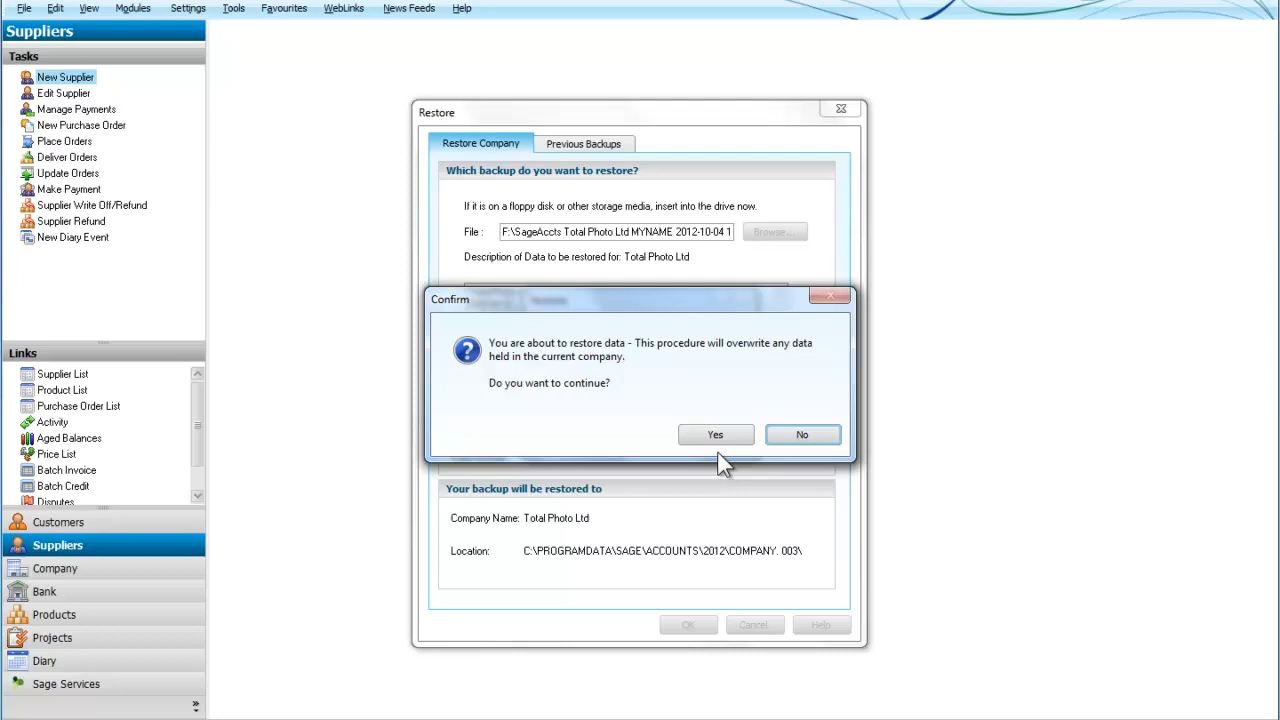 File Edit View Modules Settings Tools Favourites WebLinks News Feeds Help
Suppliers
Tasks
New Supplier
Edit Supplier
Manage Payments
New Purchase Order
Place Orders
Deliver Orders
Update Orders
Make Payment
Supplier Write Off/Refund
Supplier Refund
New Diary Event
Links
Supplier List
Product List
Purchase Order List
Activity
Aged Balances
Price List
Batch Invoice
Batch Credit
Disputes
Customers
Suppliers
Company
Bank
Products
Projects
Diary
Sage Services
Restore
Restore Company Previous Backups
Which backup do you want to restore?
If it is on a floppy disk or other storage media, insert into the drive now.
File : F:\SageAccts Total Photo Ltd MYNAME 2012-10-04 1 Browse...
Description of Data to be restored for: Total Photo Ltd
Confirm
You are about to restore data - This procedure will overwrite any data
held in the current company.
Do you want to continue?
Yes No
Your backup will be restored to
Company Name: Total Photo Ltd
Location: C:\PROGRAMDATA\SAGE\ACCOUNTS\2012\COMPANY. 003\
OK Cancel Help